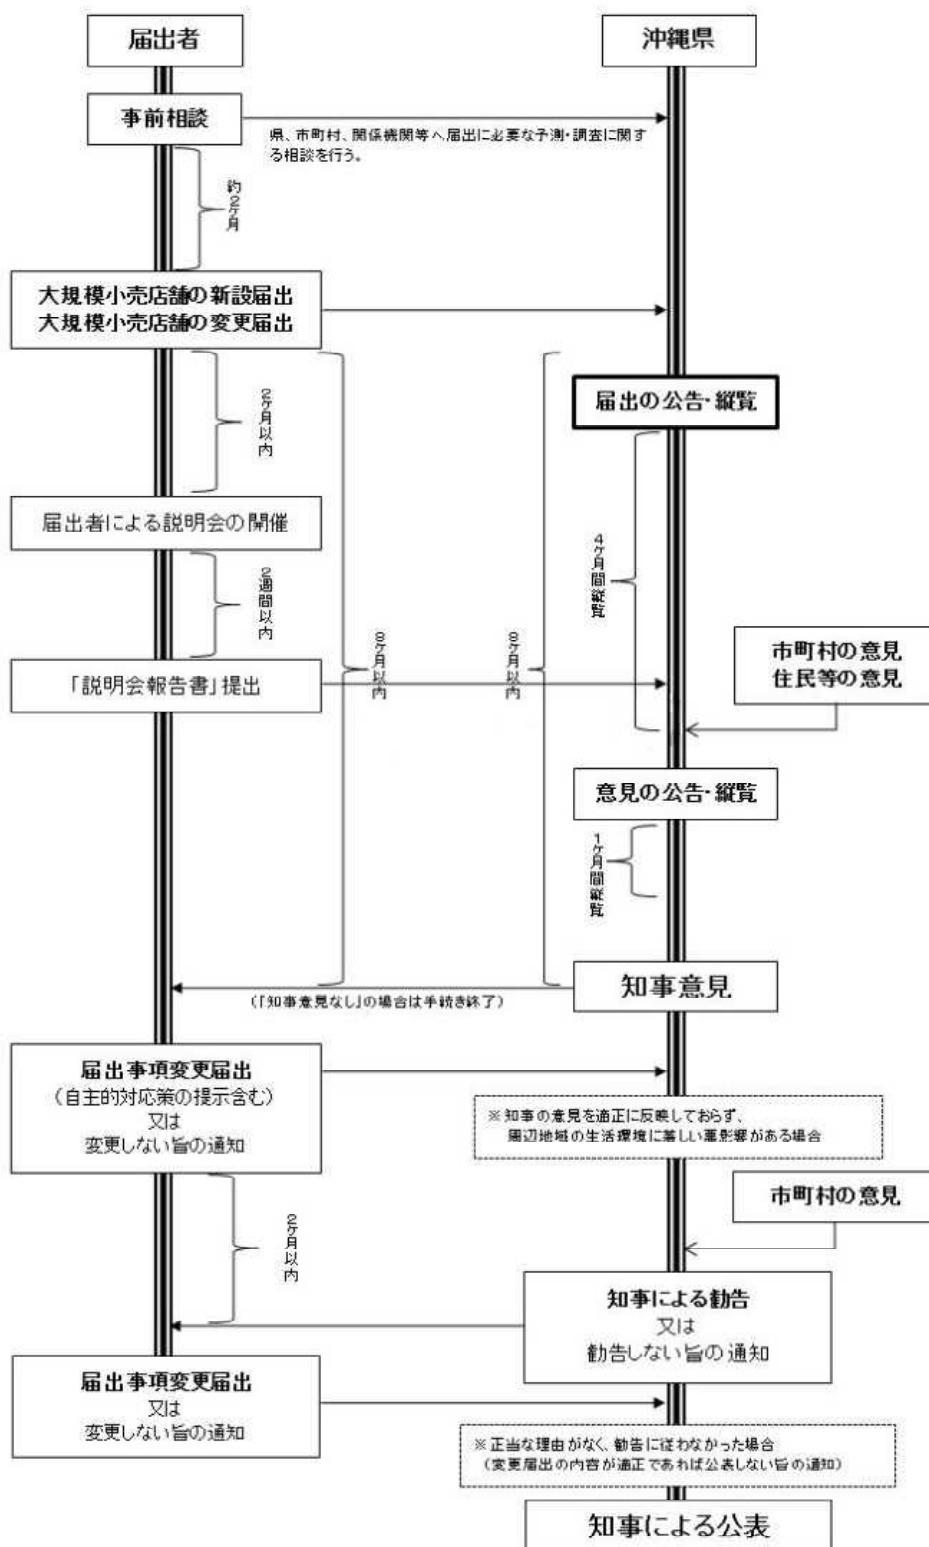 届出者
沖縄県
事前相談
県、市町村、関係機関等へ届出に必要な予測・調査に関す
る相談を行う。
約2ヶ月
大規模小売店舗の新設届出
大規模小売店舗の変更届出
届出の公告・縦覧
2ヶ月以内
届出者による説明会の開催
4ヶ月間縦覧
2週間以内
8ヶ月以内
8ヶ月以内
市町村の意見
住民等の意見
「説明会報告書」提出
意見の公告・縦覧
1ヶ月間縦覧
知事意見
(「知事意見なし」の場合は手続き終了)
届出事項変更届出
(自主的対応策の提示含む)
又は
変更しない旨の通知
※ 知事の意見を適正に反映しておらず、
周辺地域の生活環境に著しい悪影響がある場合
市町村の意見
2ヶ月以内
知事による勧告
又は
勧告しない旨の通知
届出事項変更届出
又は
変更しない旨の通知
※ 正当な理由がなく、勧告に従わなかった場合
(変更届出の内容が適正であれば公表しない旨の通知)
知事による公表